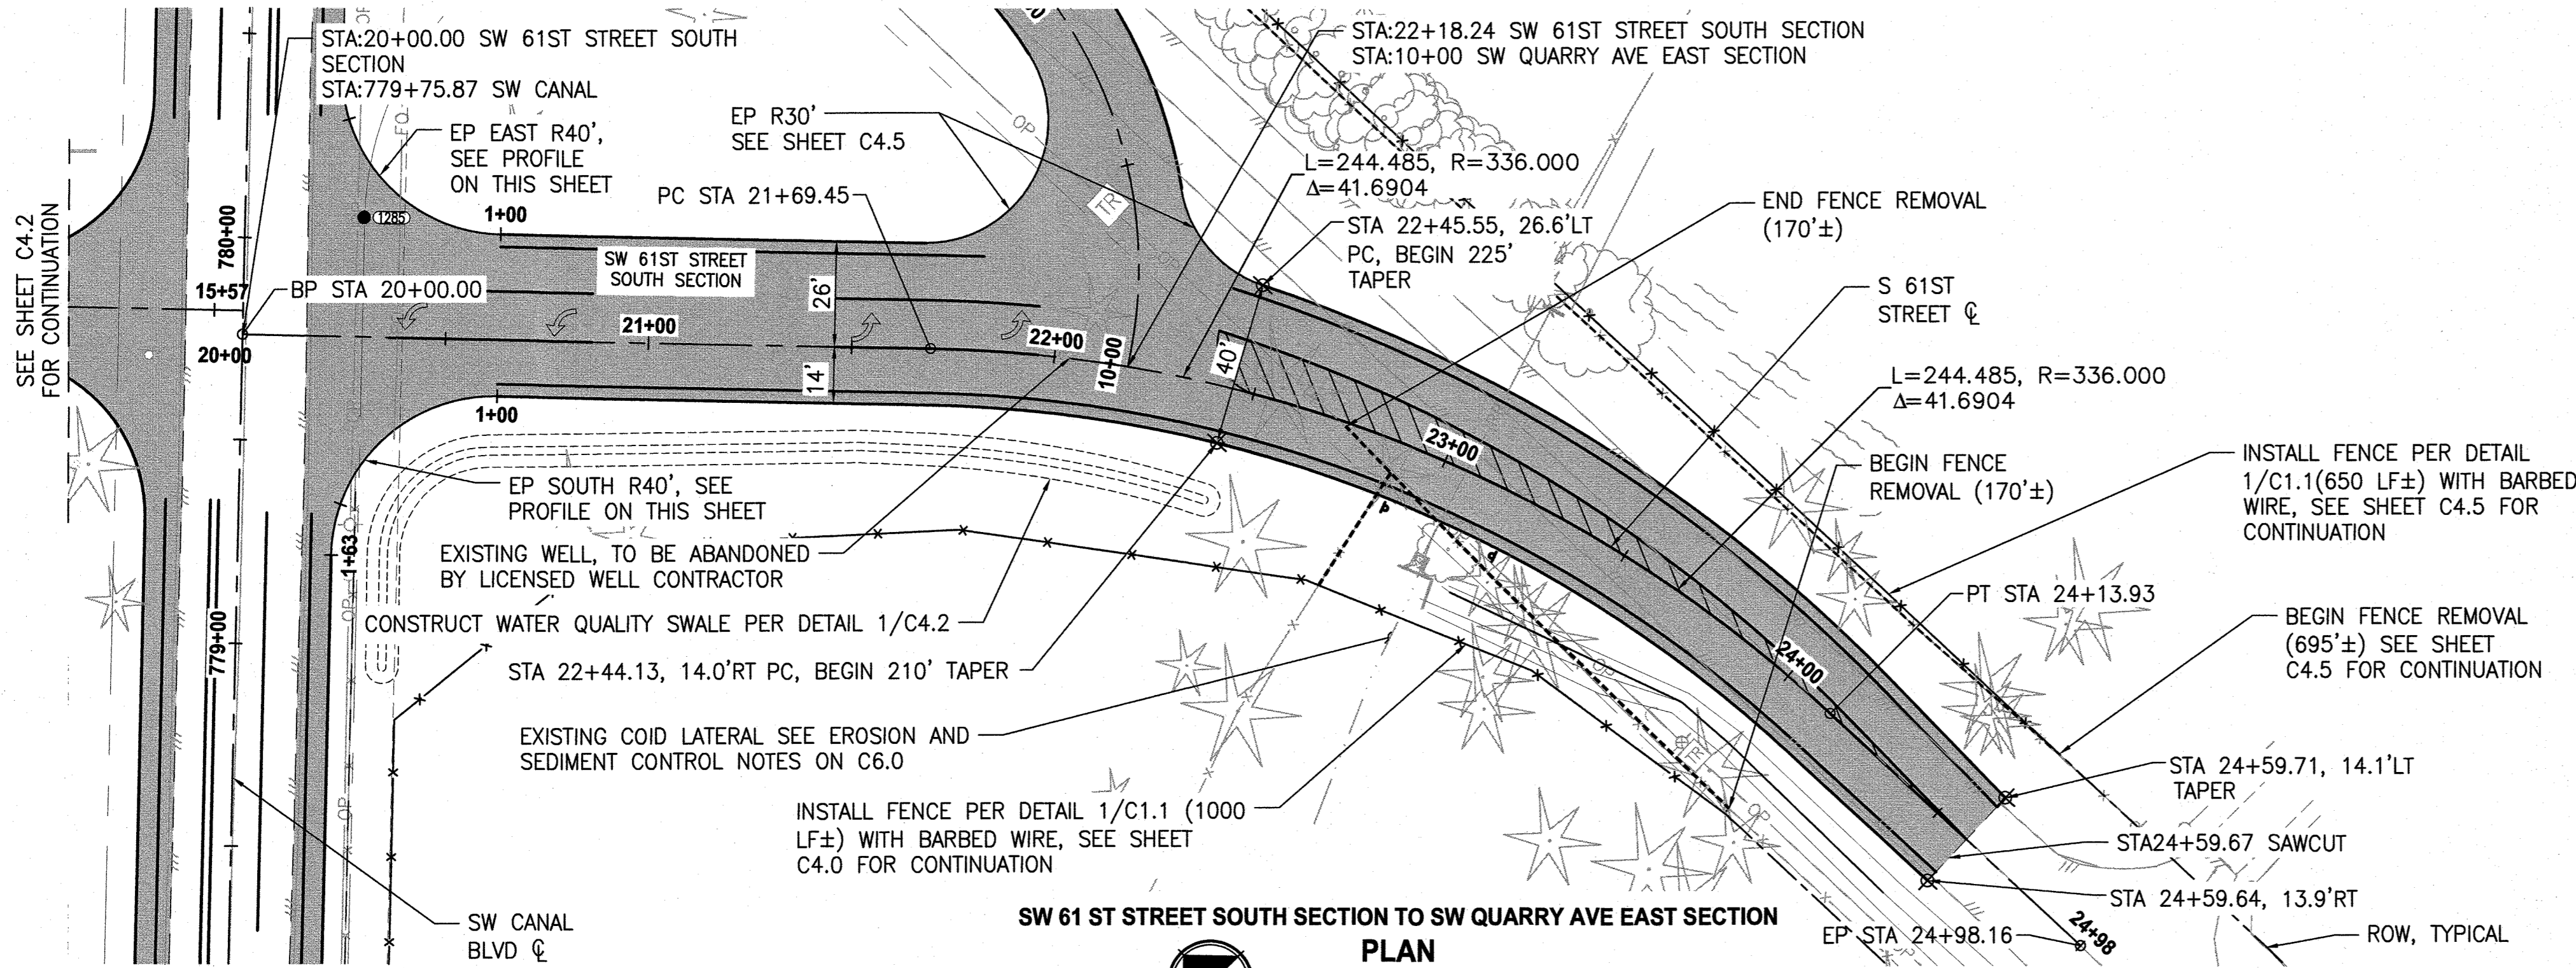 STA:20+00.00 SW 61ST STREET SOUTH
SECTION
STA:779+75.87 SW CANAL
EP EAST R40',
SEE PROFILE
ON THIS SHEET
EP R30'
SEE SHEET C4.5
PC STA 21+69.45
STA:22+18.24 SW 61ST STREET SOUTH SECTION
STA:10+00 SW QUARRY AVE EAST SECTION
L=244.485, R=336.000
Δ=41.6904
STA 22+45.55, 26.6'LT
PC, BEGIN 225'
TAPER
END FENCE REMOVAL
(170'±)
S 61ST
STREET ℄
L=244.485, R=336.000
Δ=41.6904
BEGIN FENCE
REMOVAL (170'±)
INSTALL FENCE PER DETAIL
1/C1.1(650 LF±) WITH BARBED
WIRE, SEE SHEET C4.5 FOR
CONTINUATION
PT STA 24+13.93
BEGIN FENCE REMOVAL
(695'±) SEE SHEET
C4.5 FOR CONTINUATION
STA 24+59.71, 14.1'LT
TAPER
STA24+59.67 SAWCUT
STA 24+59.64, 13.9'RT
EP STA 24+98.16
24+98
ROW, TYPICAL
SEE SHEET C4.2
FOR CONTINUATION
780+00
15+57
BP STA 20+00.00
20+00
1285
FO
OP
TR
1+00
SW 61ST STREET
SOUTH SECTION
26'
14'
40'
21+00
22+00
10+00
23+00
24+00
1+00
1+63
779+00
OP
OP
OP
OP
TR
EP SOUTH R40', SEE
PROFILE ON THIS SHEET
EXISTING WELL, TO BE ABANDONED
BY LICENSED WELL CONTRACTOR
CONSTRUCT WATER QUALITY SWALE PER DETAIL 1/C4.2
STA 22+44.13, 14.0'RT PC, BEGIN 210' TAPER
EXISTING COID LATERAL SEE EROSION AND
SEDIMENT CONTROL NOTES ON C6.0
INSTALL FENCE PER DETAIL 1/C1.1 (1000
LF±) WITH BARBED WIRE, SEE SHEET
C4.0 FOR CONTINUATION
SW CANAL
BLVD ℄
SW 61 ST STREET SOUTH SECTION TO SW QUARRY AVE EAST SECTION
PLAN